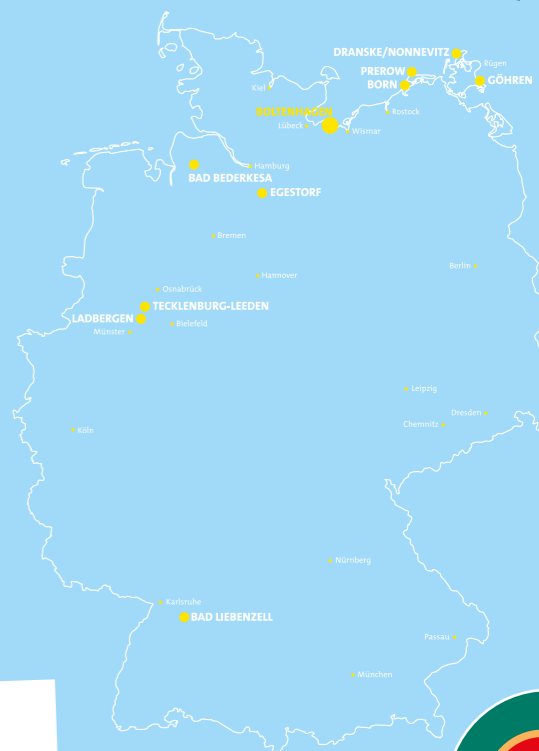 DRANSKE/NONNEVITZ
Rügen
PREROW
GÖHREN
BORN
Kiel
BOLTENHAGEN
Rostock
Lübeck
Wismar
Hamburg
BAD BEDERKESA
EGESTORF
Bremen
Berlin
Hannover
Osnabrück
TECKLENBURG-LEEDEN
LADBERGEN
Bielefeld
Münster
Leipzig
Dresden
Chemnitz
Köln
Nürnberg
Karlsruhe
BAD LIEBENZELL
Passau
München